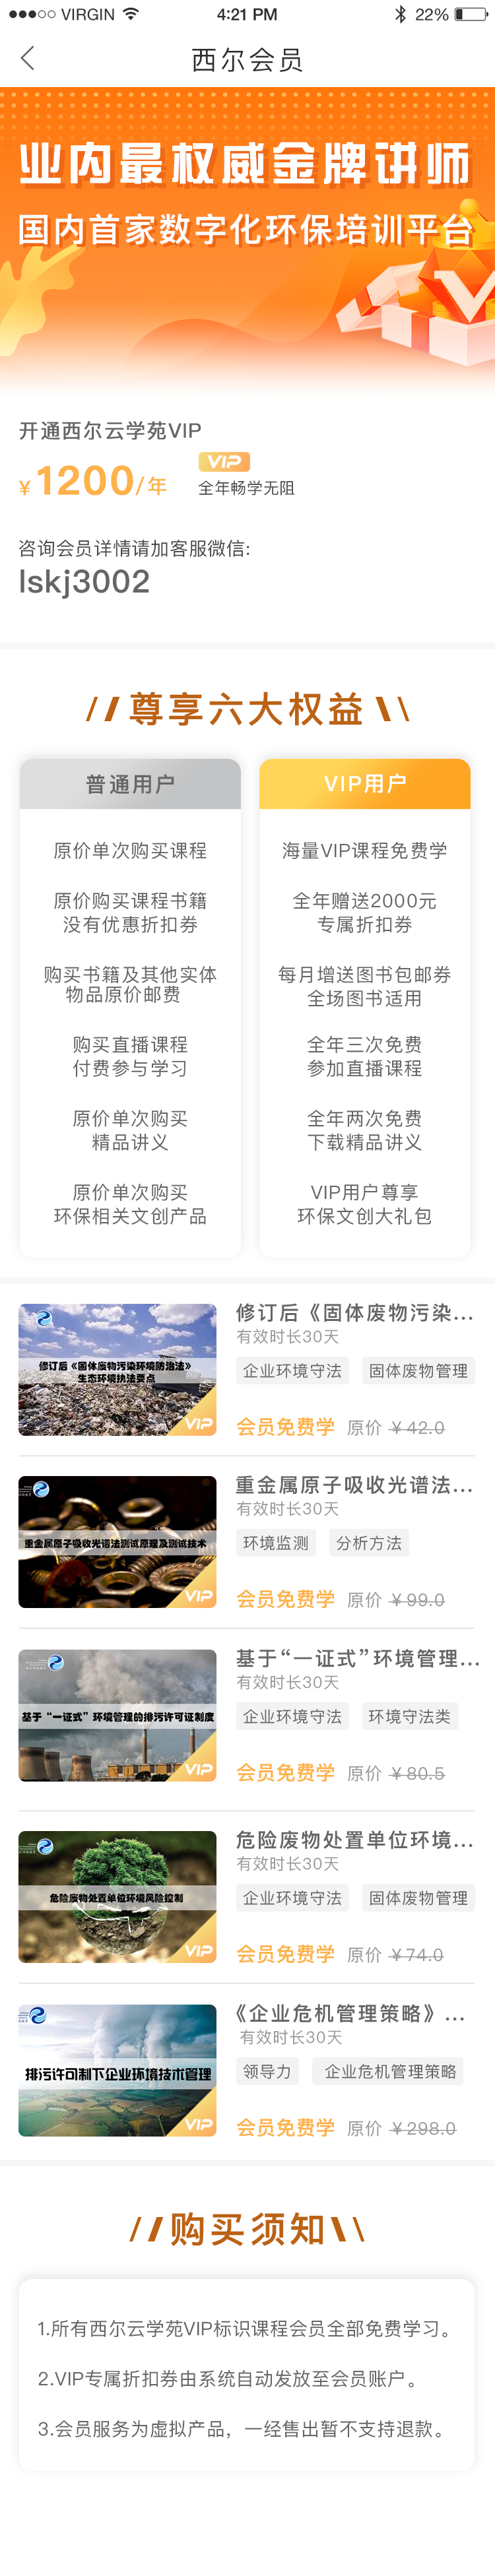 VIRGIN
4:21 PM
22%
西尔会员
业内最权威金牌讲师
国内首家数字化环保培训平台
开通西尔云学苑VIP
¥1200/年
VIP
全年畅学无阻
咨询会员详情请加客服微信:
lskj3002
//尊享六大权益\\
普通用户
VIP用户
原价单次购买课程
海量VIP课程免费学
原价购买课程书籍
没有优惠折扣券
全年赠送2000元
专属折扣券
购买书籍及其他实体
物品原价邮费
每月增送图书包邮券
全场图书适用
购买直播课程
付费参与学习
全年三次免费
参加直播课程
原价单次购买
精品讲义
全年两次免费
下载精品讲义
原价单次购买
环保相关文创产品
VIP用户尊享
环保文创大礼包
修订后《固体废物污染环境防治法》
生态环境执法要点
VIP
修订后《固体废物污染...
有效时长30天
企业环境守法 固体废物管理
会员免费学 原价 ¥42.0
重金属原子吸收光谱法测试原理及测试技术
VIP
重金属原子吸收光谱法...
有效时长30天
环境监测 分析方法
会员免费学 原价 ¥99.0
基于“一证式”环境管理的排污许可证制度
VIP
基于“一证式”环境管理...
有效时长30天
企业环境守法 环境守法类
会员免费学 原价 ¥80.5
危险废物处置单位环境风险控制
VIP
危险废物处置单位环境...
有效时长30天
企业环境守法 固体废物管理
会员免费学 原价 ¥74.0
排污许可制下企业环境技术管理
VIP
《企业危机管理策略》...
有效时长30天
领导力 企业危机管理策略
会员免费学 原价 ¥298.0
//购买须知\\
1.所有西尔云学苑VIP标识课程会员全部免费学习。
2.VIP专属折扣券由系统自动发放至会员账户。
3.会员服务为虚拟产品，一经售出暂不支持退款。